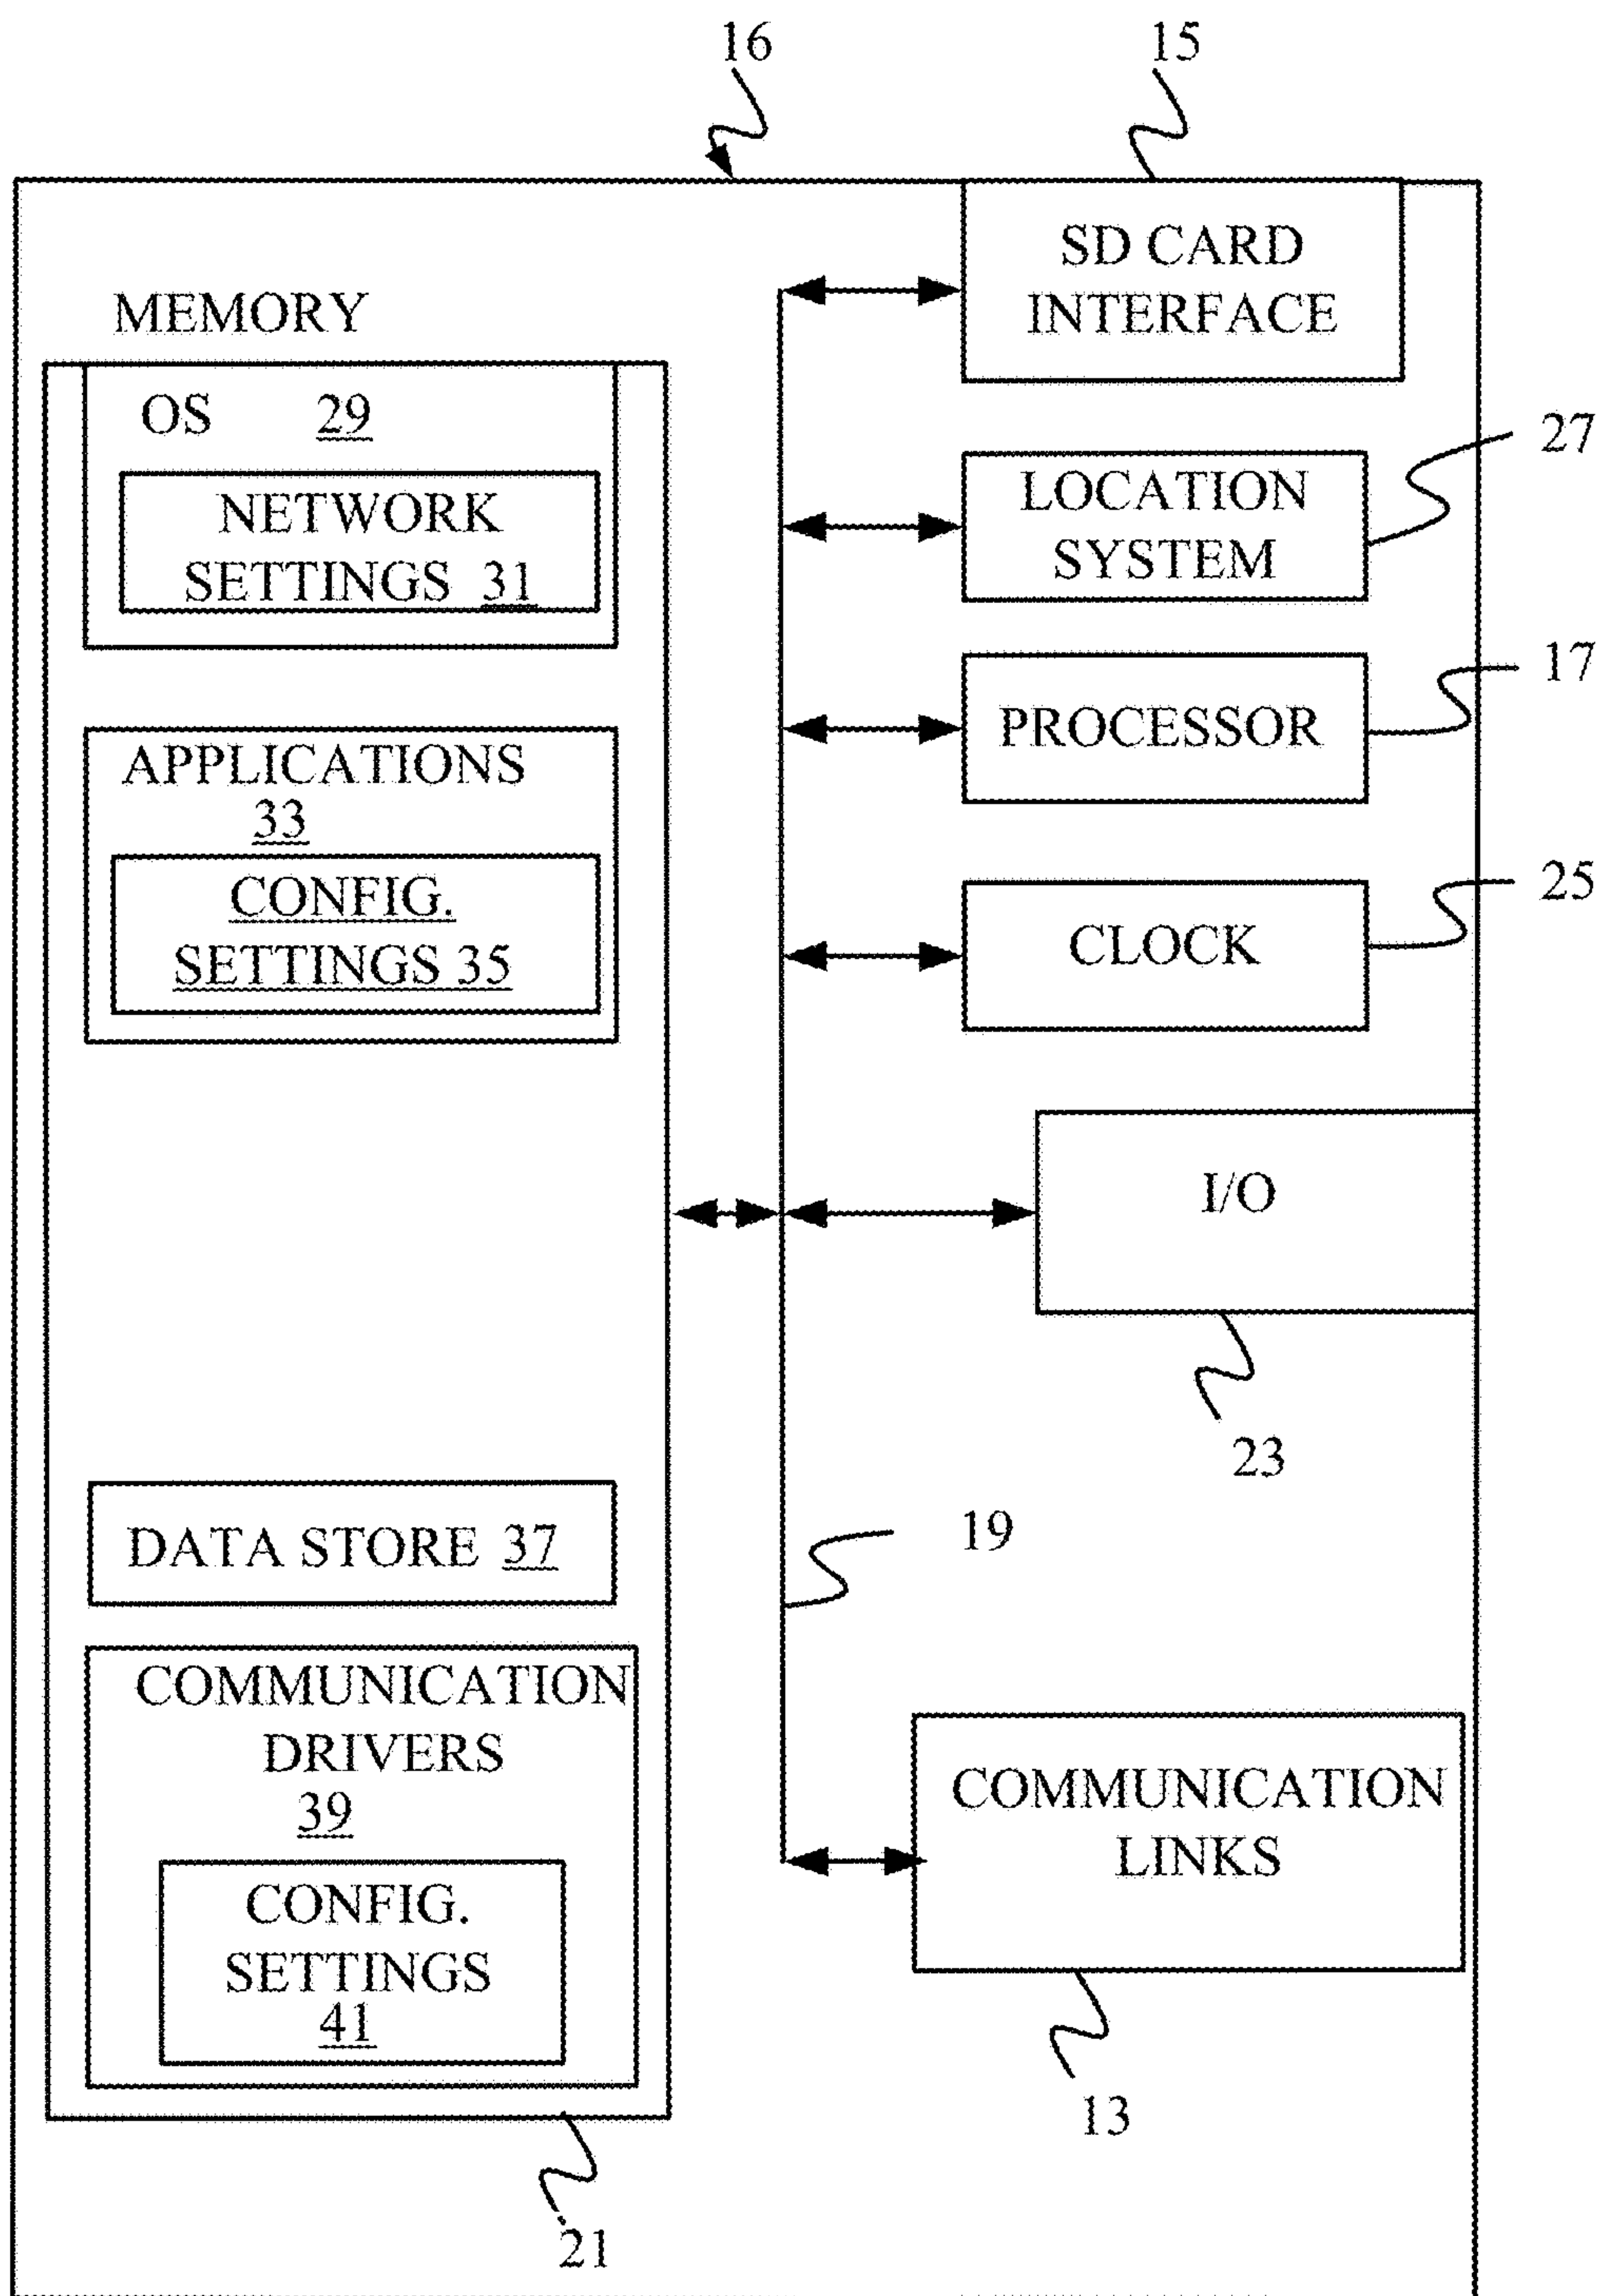 16
15
SD CARD
INTERFACE
MEMORY
OS 29
NETWORK
SETTINGS 31
27
LOCATION
SYSTEM
17
PROCESSOR
APPLICATIONS
33
CONFIG.
SETTINGS 35
25
CLOCK
I/O
23
DATA STORE 37
19
COMMUNICATION
DRIVERS
39
CONFIG.
SETTINGS
41
COMMUNICATION
LINKS
13
21